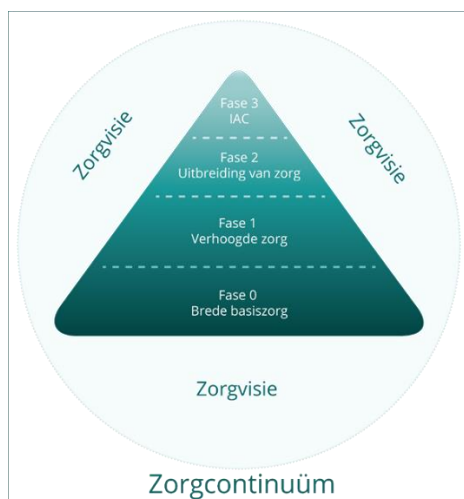 Zorgvisie
Zorgvisie
Fase 3
IAC
Fase 2
Uitbreiding van zorg
Fase 1
Verhoogde zorg
Fase 0
Brede basiszorg
Zorgvisie
Zorgcontinuüm